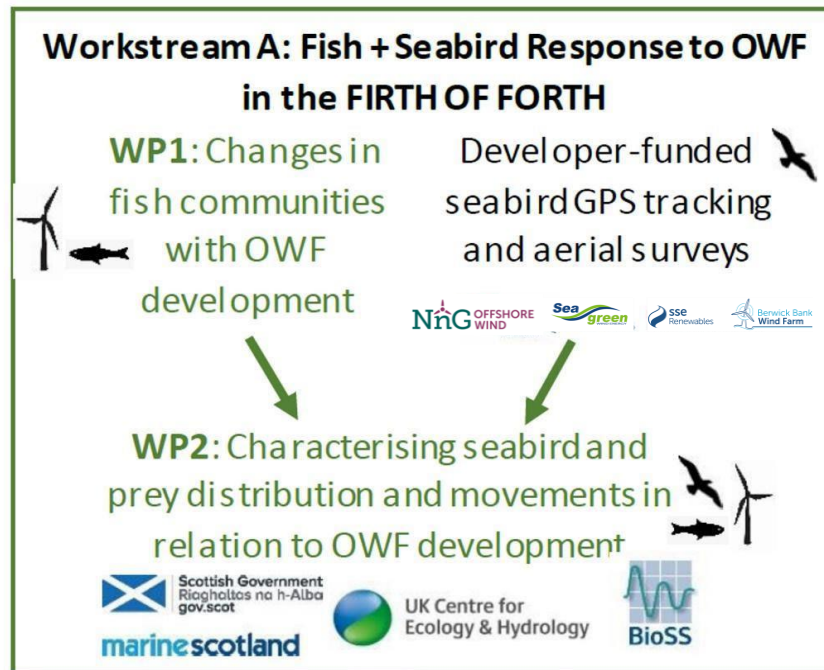 Workstream A: Fish + Seabird Response to OWF
in the FIRTH OF FORTH
WP1: Changes in
fish communities
with OWF
development
Developer-funded
seabird GPS tracking
and aerial surveys
NnG OFFSHORE
WIND
Sea
green
sse
Renewables
Berwick Bank
Wind Farm
WP2: Characterising seabird and
prey distribution and movements in
relation to OWF development
Scottish Government
Riaghaltas na h-Alba
gov.scot
marinescotland
UK Centre for
Ecology & Hydrology
BioSS